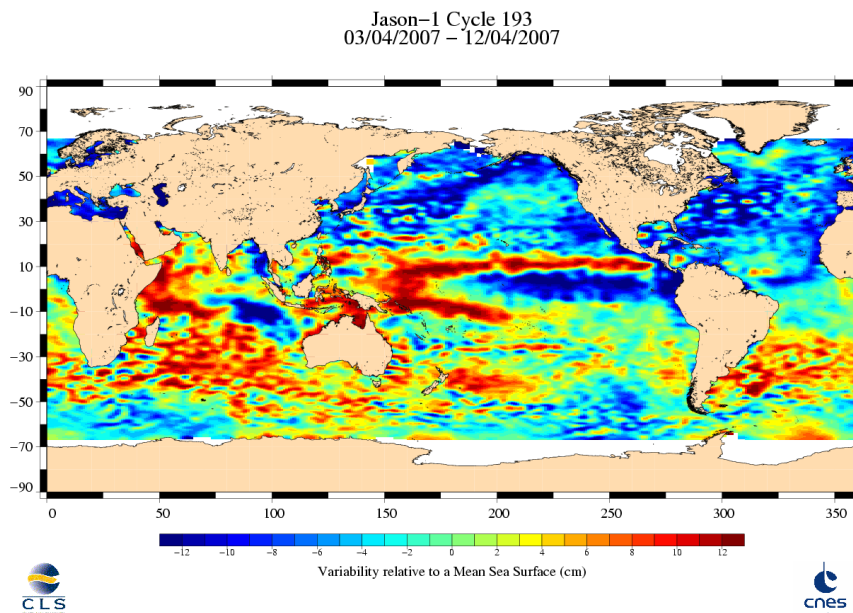 Jason−1 Cycle 193
03/04/2007 − 12/04/2007
90
70
50
30
10
−10
−30
−50
−70
−90
0 50 100 150 200 250 300 350
−12 −10 −8 −6 −4 −2 0 2 4 6 8 10 12
Variability relative to a Mean Sea Surface (cm)
CLS
cnes